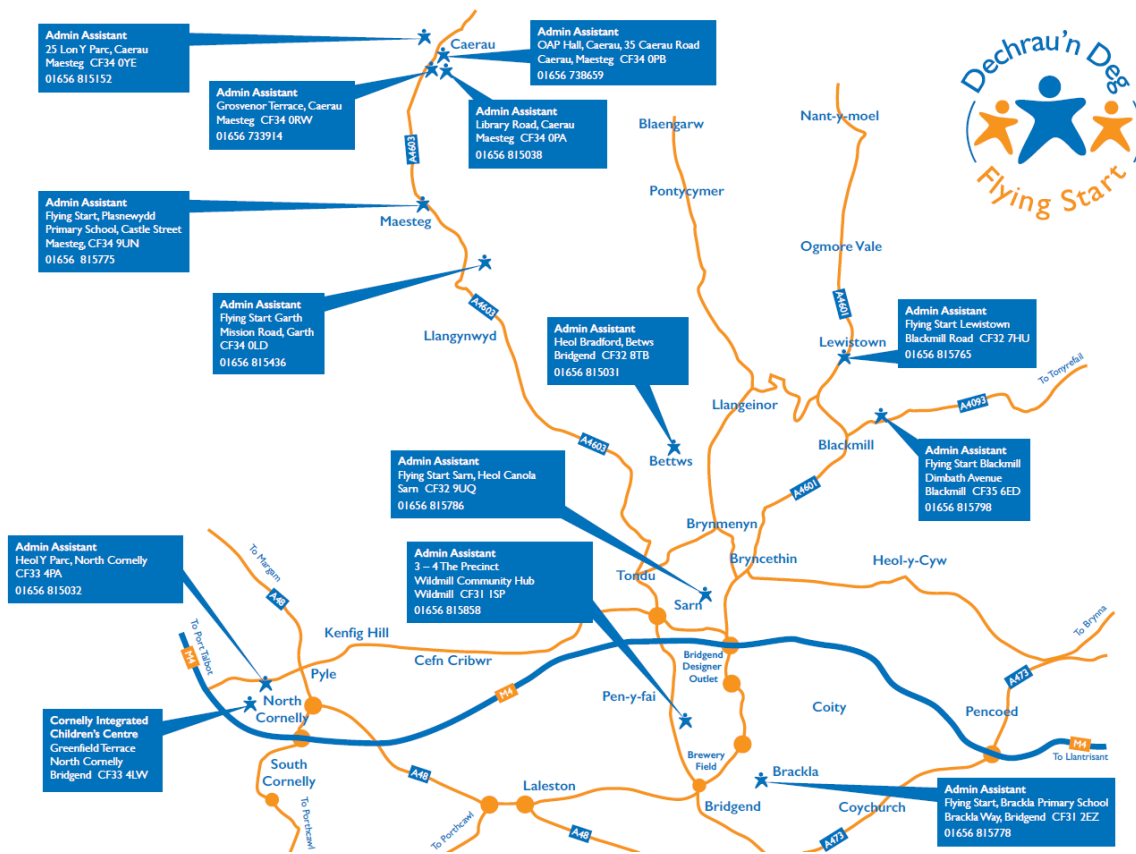 Admin Assistant
25 Lon Y Parc, Caerau
Maesteg CF34 0YE
01656 815152
Caerau
Admin Assistant
OAP Hall, Caerau, 35 Caerau Road
Caerau, Maesteg CF34 0PB
01656 738659
Dechrau'n Deg
Flying Start
Admin Assistant
Grosvenor Terrace, Caerau
Maesteg CF34 0RW
01656 733914
Admin Assistant
Library Road, Caerau
Maesteg CF34 0PA
01656 815038
Blaengarw
Nant-y-moel
A4603
Pontycymer
Admin Assistant
Flying Start, Plasnewydd
Primary School, Castle Street
Maesteg, CF34 9UN
01656 815775
Maesteg
Ogmore Vale
A4601
Admin Assistant
Flying Start Garth
Mission Road, Garth
CF34 0LD
01656 815436
A4603
Llangynwyd
Admin Assistant
Heol Bradford, Betws
Bridgend CF32 8TB
01656 815031
Lewistown
Admin Assistant
Flying Start Lewistown
Blackmill Road CF32 7HU
01656 815765
To Tonyrefail
A4093
Llangeinor
Blackmill
A4603
Bettws
Admin Assistant
Flying Start Blackmill
Dimbath Avenue
Blackmill CF35 6ED
01656 815798
Admin Assistant
Flying Start Sarn, Heol Canola
Sarn CF32 9UQ
01656 815786
A4601
Brynmenyn
Bryncethin
Heol-y-Cyw
Admin Assistant
Heol Y Parc, North Cornelly
CF33 4PA
01656 815032
To Margam
A48
Admin Assistant
3 – 4 The Precinct
Wildmill Community Hub
Wildmill CF31 1SP
01656 815858
Tondu
Sarn
To Port Talbot
M4
Kenfig Hill
Cefn Cribwr
Pyle
To Brynna
A473
Bridgend
Designer
Outlet
M4
Pen-y-fai
Coity
Pencoed
North
Cornelly
Cornelly Integrated
Children's Centre
Greenfield Terrace
North Cornelly
Bridgend CF33 4LW
M4
To Llantrisant
South
Cornelly
A48
Brewery
Field
Brackla
Laleston
Bridgend
Coychurch
Admin Assistant
Flying Start, Brackla Primary School
Brackla Way, Bridgend CF31 2EZ
01656 815778
To Porthcawl
To Porthcawl
A48
A473